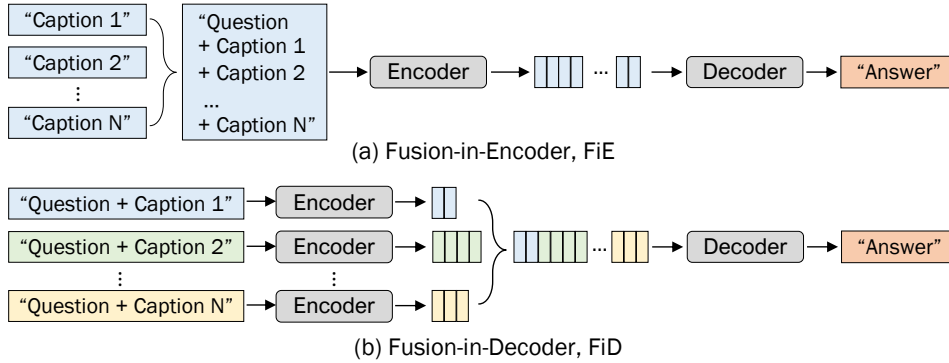 “Caption 1”
“Caption 2”
⋮
“Caption N”
“Question
+ Caption 1
+ Caption 2
...
+ Caption N”
Encoder
...
Decoder
“Answer”
(a) Fusion-in-Encoder, FiE
“Question + Caption 1”
Encoder
“Question + Caption 2”
Encoder
...
Decoder
“Answer”
⋮
⋮
“Question + Caption N”
Encoder
(b) Fusion-in-Decoder, FiD